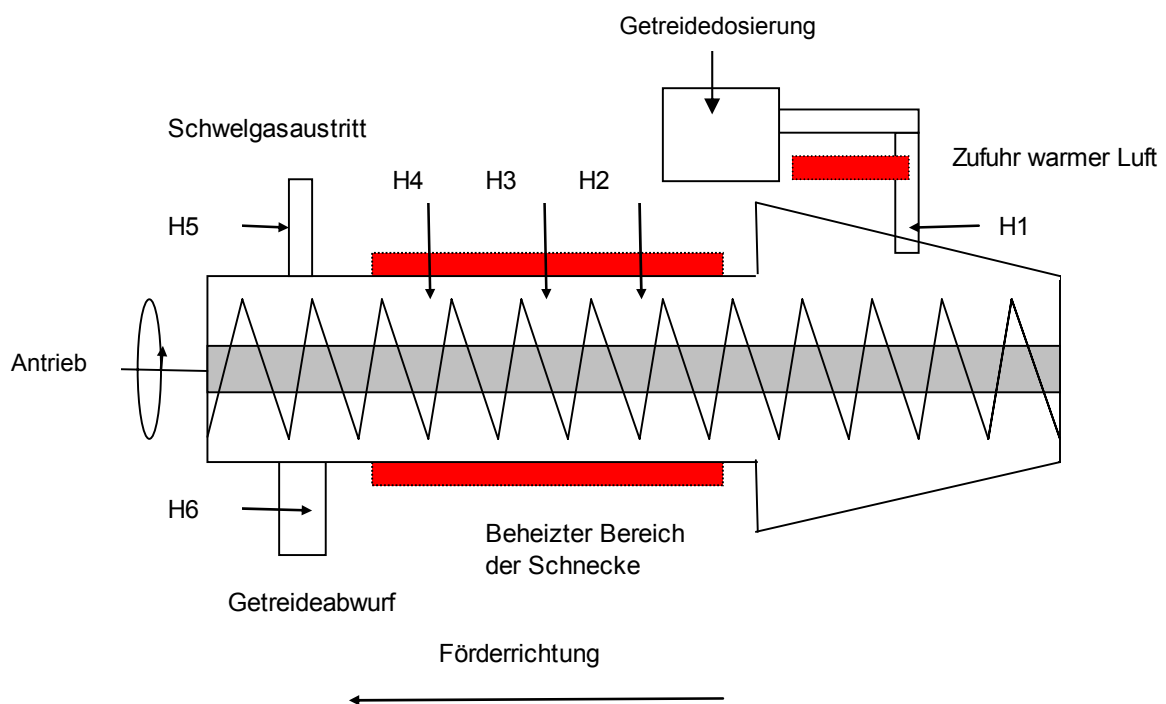 Getreidedosierung
Schwelgasaustritt
Zufuhr warmer Luft
H4
H3
H2
H5
H1
Antrieb
H6
Beheizter Bereich
der Schnecke
Getreideabwurf
Förderrichtung